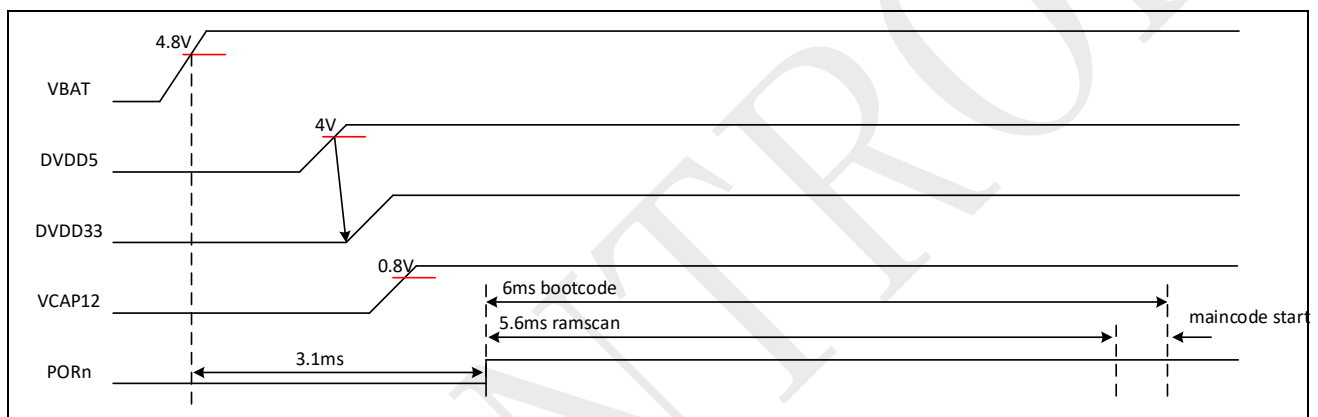 4.8V
VBAT
4V
DVDD5
DVDD33
0.8V
VCAP12
6ms bootcode
5.6ms ramscan
maincode start
3.1ms
PORn
NTRO